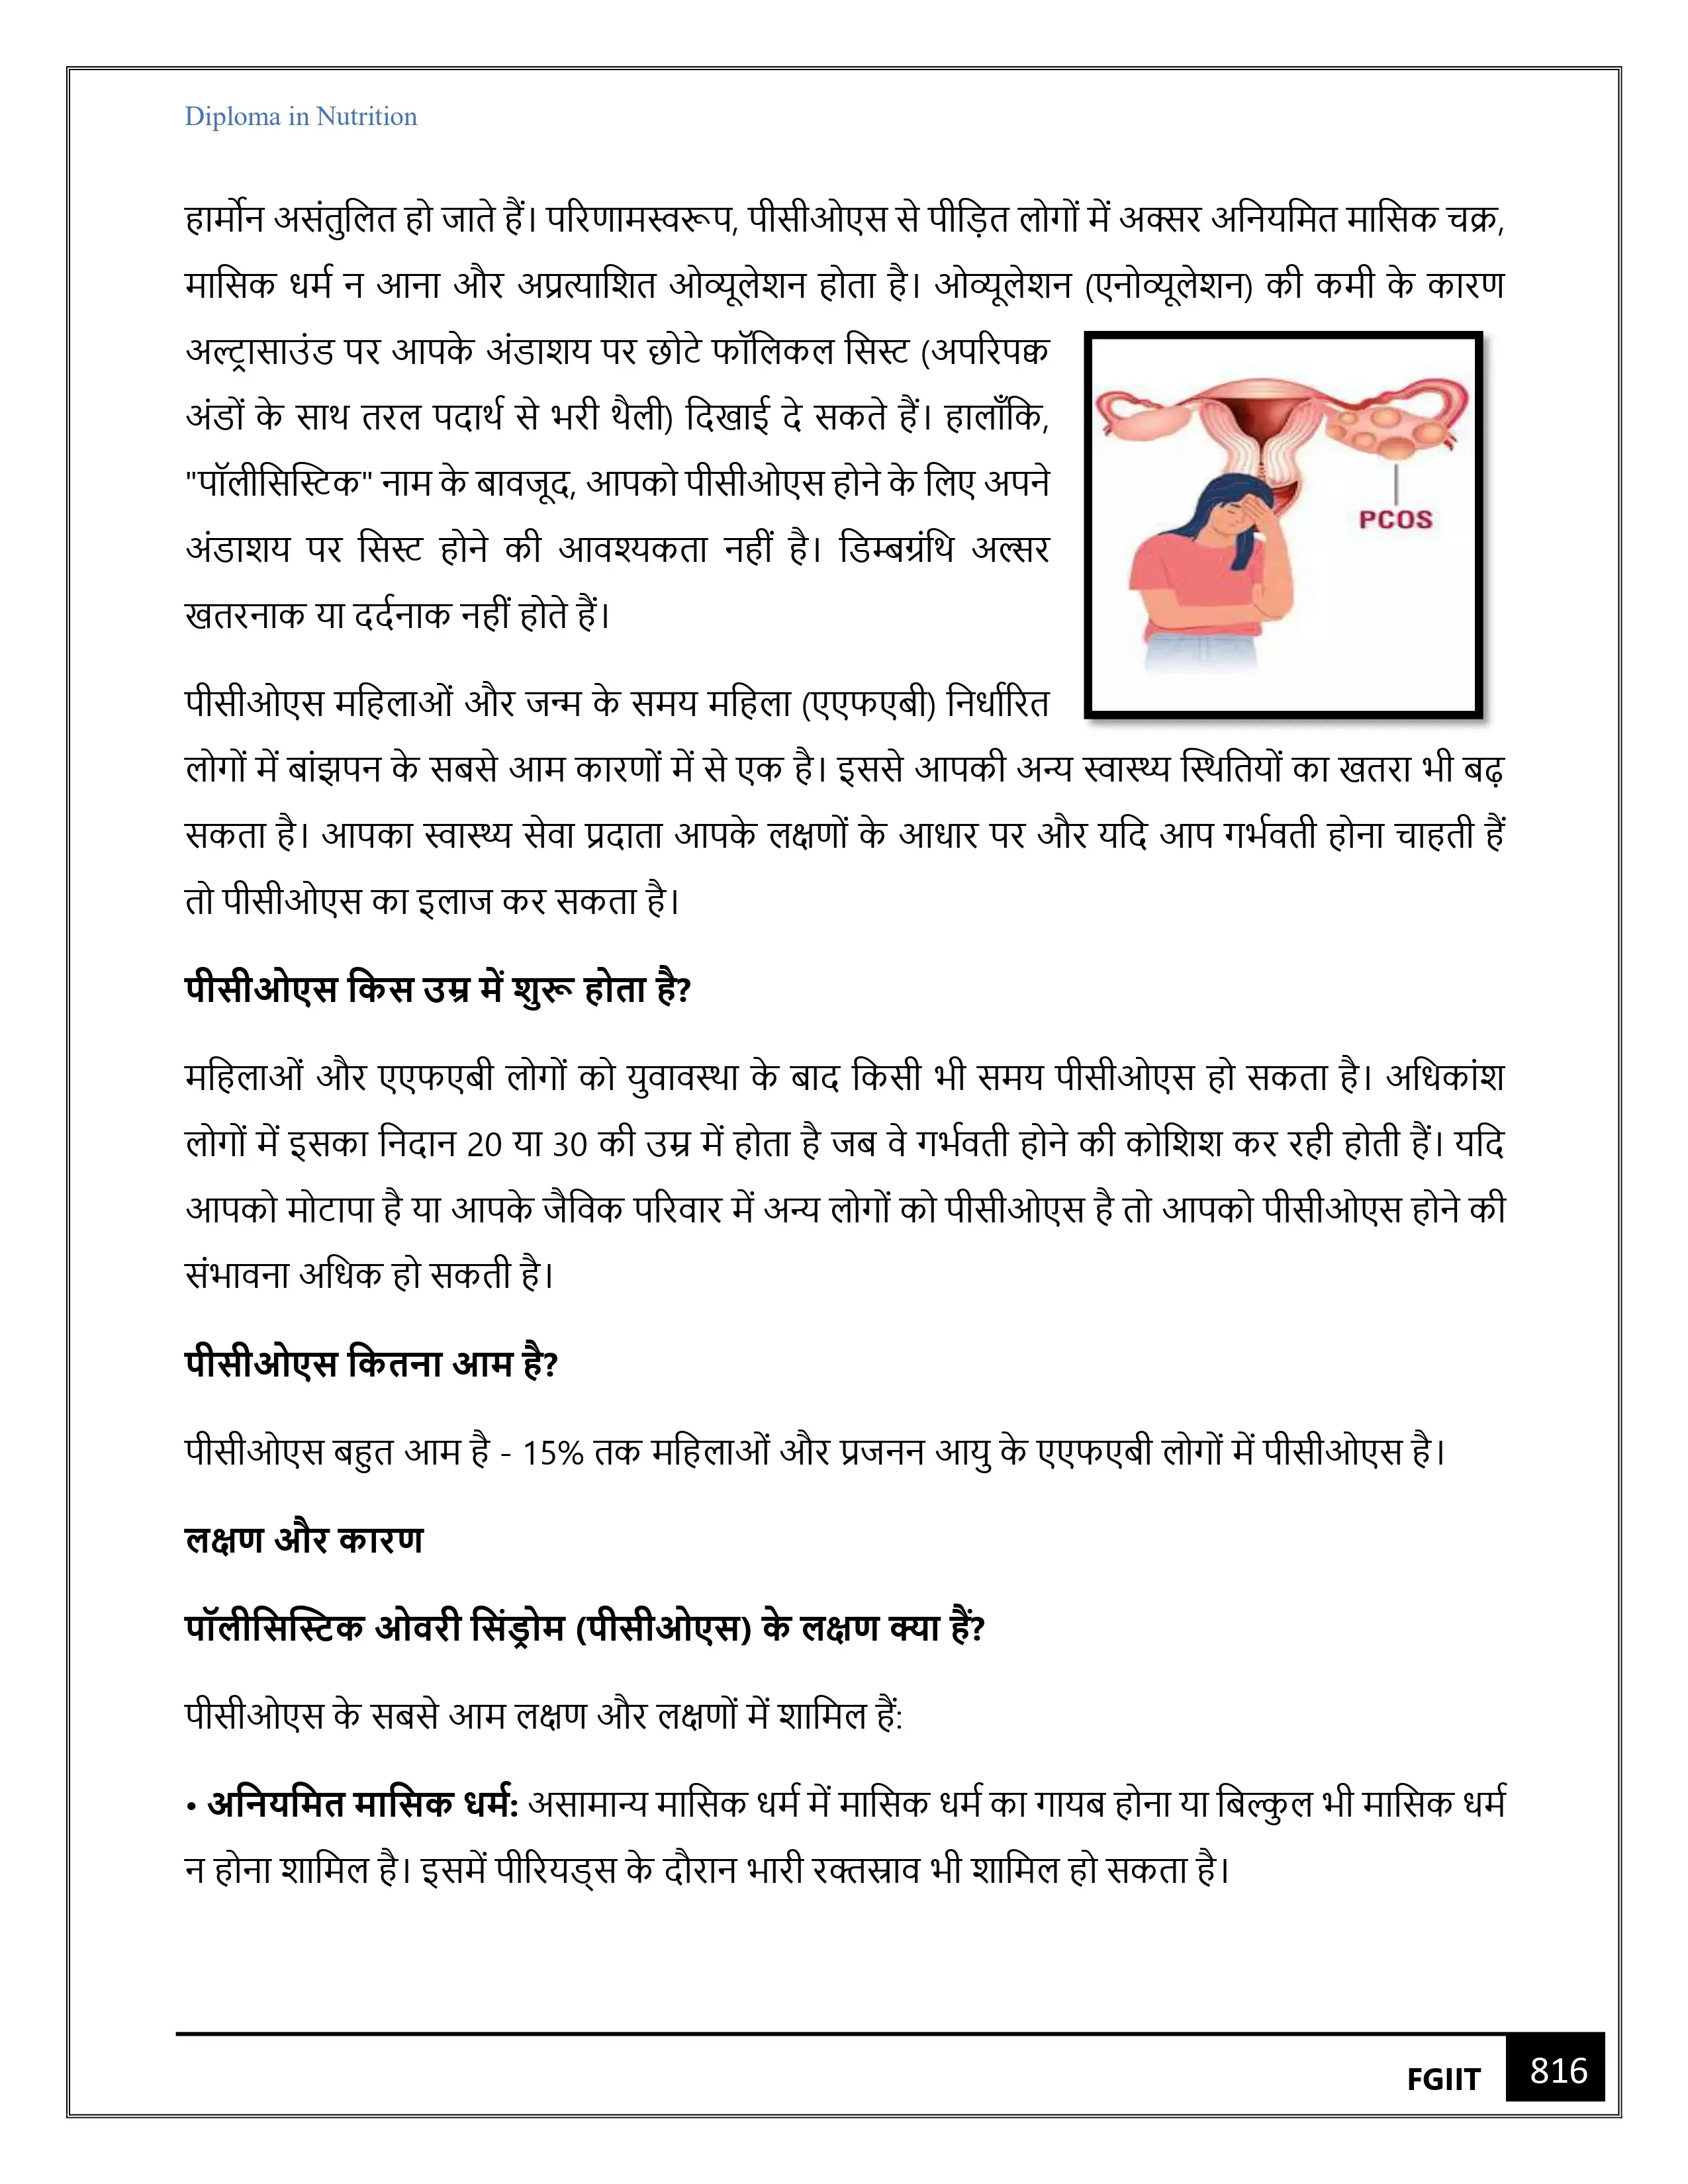 Diploma in Nutrition
हार्मोन असंतुलित हो जाते हैं। परिणामस्वरूप, पीसीओएस से पीड़ित लोगों में अक्सर अनियमित मासिक चक्र,
मासिक धर्म न आना और अप्रत्याशित ओव्यूलेशन होता है। ओव्यूलेशन (एनोव्यूलेशन) की कमी के कारण
अल्ट्रासाउंड पर आपके अंडाशय पर छोटे फॉलिकल सिस्ट (अपरिपक्व
अंडों के साथ तरल पदार्थ से भरी थैली) दिखाई दे सकते हैं। हालाँकि,
"पॉलीसिस्टिक" नाम के बावजूद, आपको पीसीओएस होने के लिए अपने
अंडाशय पर सिस्ट होने की आवश्यकता नहीं है। डिम्बग्रंथि अल्सर
खतरनाक या दर्दनाक नहीं होते हैं।
PCOS
पीसीओएस महिलाओं और जन्म के समय महिला (एएफएबी) निर्धारित
लोगों में बांझपन के सबसे आम कारणों में से एक है। इससे आपकी अन्य स्वास्थ्य स्थितियों का खतरा भी बढ़
सकता है। आपका स्वास्थ्य सेवा प्रदाता आपके लक्षणों के आधार पर और यदि आप गर्भवती होना चाहती हैं
तो पीसीओएस का इलाज कर सकता है।
पीसीओएस किस उम्र में शुरू होता है?
महिलाओं और एएफएबी लोगों को युवावस्था के बाद किसी भी समय पीसीओएस हो सकता है। अधिकांश
लोगों में इसका निदान 20 या 30 की उम्र में होता है जब वे गर्भवती होने की कोशिश कर रही होती हैं। यदि
आपको मोटापा है या आपके जैविक परिवार में अन्य लोगों को पीसीओएस है तो आपको पीसीओएस होने की
संभावना अधिक हो सकती है।
पीसीओएस कितना आम है?
पीसीओएस बहुत आम है - 15% तक महिलाओं और प्रजनन आयु के एएफएबी लोगों में पीसीओएस है।
लक्षण और कारण
पॉलीसिस्टिक ओवरी सिंड्रोम (पीसीओएस) के लक्षण क्या हैं?
पीसीओएस के सबसे आम लक्षण और लक्षणों में शामिल हैं:
• अनियमित मासिक धर्म: असामान्य मासिक धर्म में मासिक धर्म का गायब होना या बिल्कुल भी मासिक धर्म
न होना शामिल है। इसमें पीरियड्स के दौरान भारी रक्तस्राव भी शामिल हो सकता है।
FGIIT 816